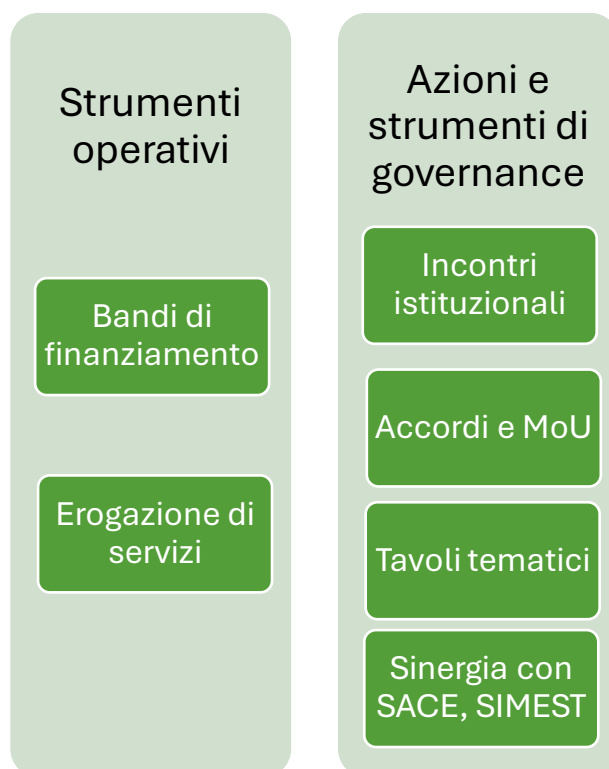 Strumenti
operativi
Bandi di
finanziamento
Erogazione di
servizi
Azioni e
strumenti di
governance
Incontri
istituzionali
Accordi e MoU
Tavoli tematici
Sinergia con
SACE, SIMEST